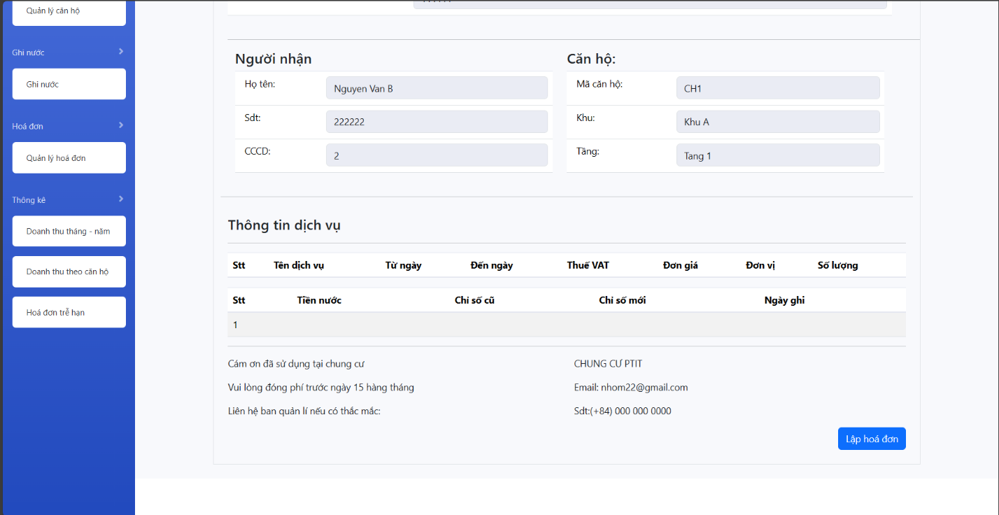 Quản lý căn hộ
Ghi nước
Ghi nước
Hoá đơn
Quản lý hoá đơn
Thông kê
Doanh thu tháng - năm
Doanh thu theo căn hộ
Hoá đơn trễ hạn
Người nhận
Họ tên: Nguyen Van B
Sdt: 222222
CCCD: 2
Căn hộ:
Mã căn hộ: CH1
Khu: Khu A
Tầng: Tang 1
Thông tin dịch vụ
Stt Tên dịch vụ Từ ngày Đến ngày Thuế VAT Đơn giá Đơn vị Số lượng
Stt Tiền nước Chỉ số cũ Chỉ số mới Ngày ghi
1
Cám ơn đã sử dụng tại chung cư
Vui lòng đóng phí trước ngày 15 hàng tháng
Liên hệ ban quản lí nếu có thắc mắc:
CHUNG CƯ PTIT
Email: nhom22@gmail.com
Sdt:(+84) 000 000 0000
Lập hoá đơn